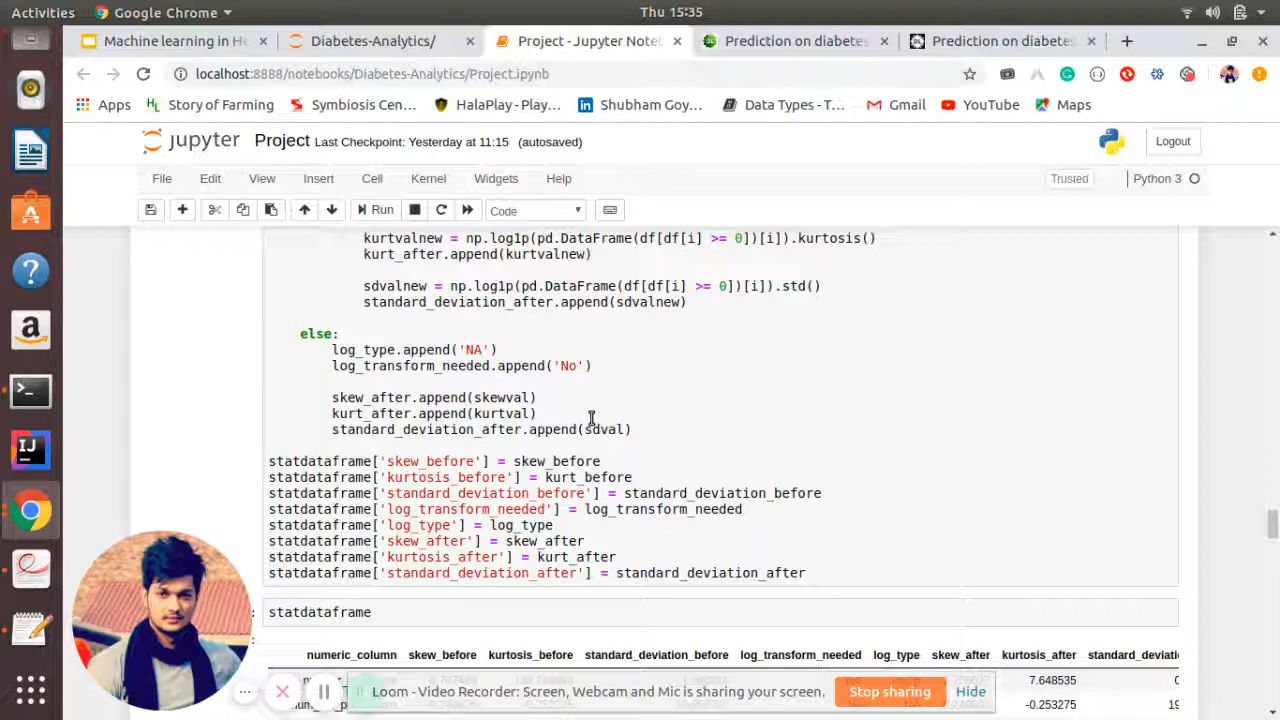 Activities Google Chrome Thu 15:35
Machine learning in He Diabetes-Analytics/ Project - Jupyter Note Prediction on diabetes Prediction on diabetes
localhost:8888/notebooks/Diabetes-Analytics/Project.ipynb
Apps Story of Farming Symbiosis Cen... HalaPlay - Play... Shubham Goy... Data Types - T... Gmail YouTube Maps
jupyter Project Last Checkpoint: Yesterday at 11:15 (autosaved) Logout
File Edit View Insert Cell Kernel Widgets Help Trusted Python 3
Run Code
kurtvalnew = np.log1p(pd.DataFrame(df[df[i] >= 0])[i]).kurtosis()
kurt_after.append(kurtvalnew)
sdvalnew = np.log1p(pd.DataFrame(df[df[i] >= 0])[i]).std()
standard_deviation_after.append(sdvalnew)
else:
log_type.append('NA')
log_transform_needed.append('No')
skew_after.append(skewval)
kurt_after.append(kurtval)
standard_deviation_after.append(sdval)
statdataframe['skew_before'] = skew_before
statdataframe['kurtosis_before'] = kurt_before
statdataframe['standard_deviation_before'] = standard_deviation_before
statdataframe['log_transform_needed'] = log_transform_needed
statdataframe['log_type'] = log_type
statdataframe['skew_after'] = skew_after
statdataframe['kurtosis_after'] = kurt_after
statdataframe['standard_deviation_after'] = standard_deviation_after
statdataframe
numeric_column skew_before kurtosis_before standard_deviation_before log_transform_needed log_type skew_after kurtosis_after standard_deviati
7.648535
Loom - Video Recorder: Screen, Webcam and Mic is sharing your screen. Stop sharing Hide
-0.253275 19